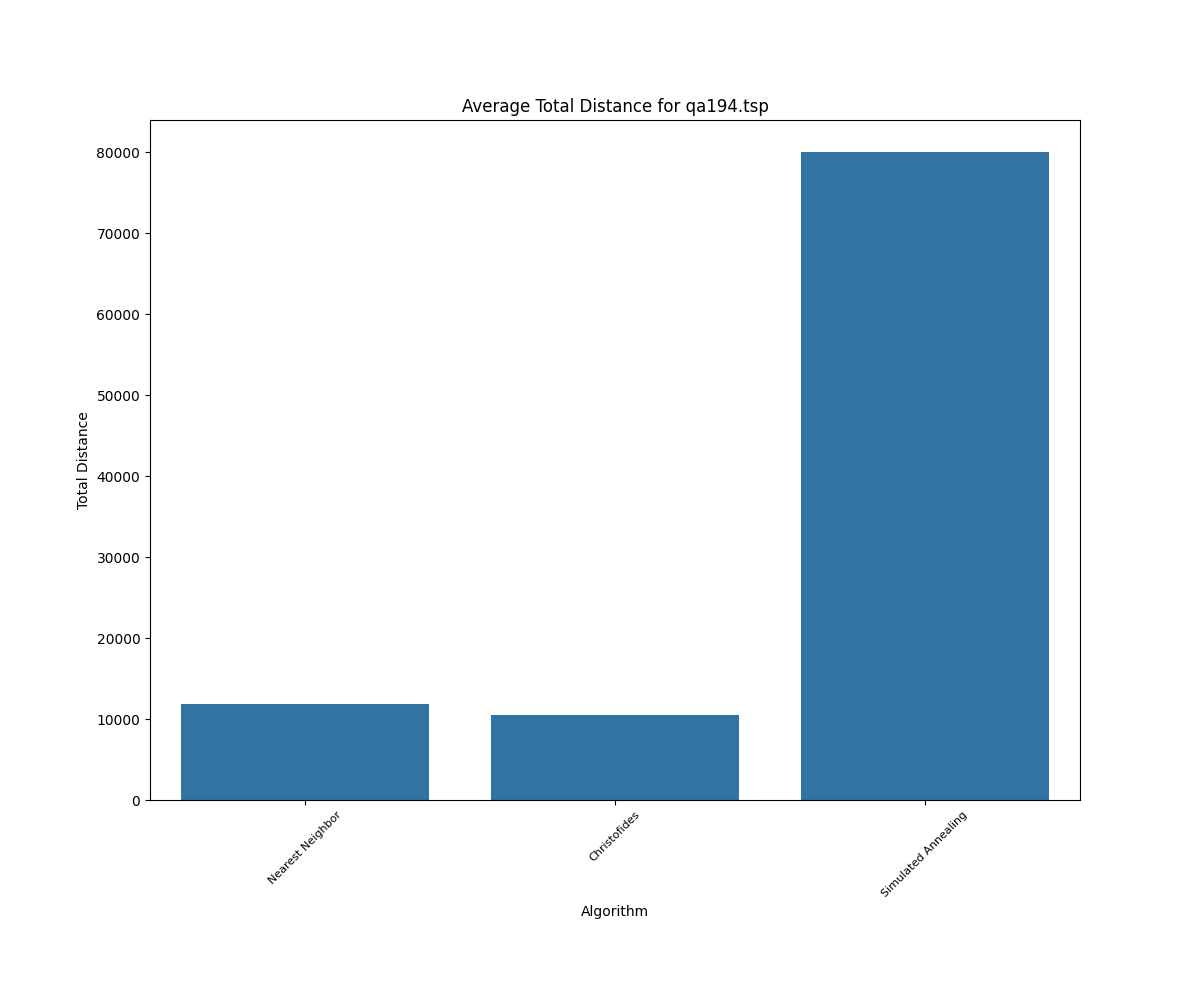 Average Total Distance for qa194.tsp
80000
70000
60000
50000
40000
30000
20000
10000
0
Total Distance
Nearest Neighbor
Christofides
Simulated Annealing
Algorithm